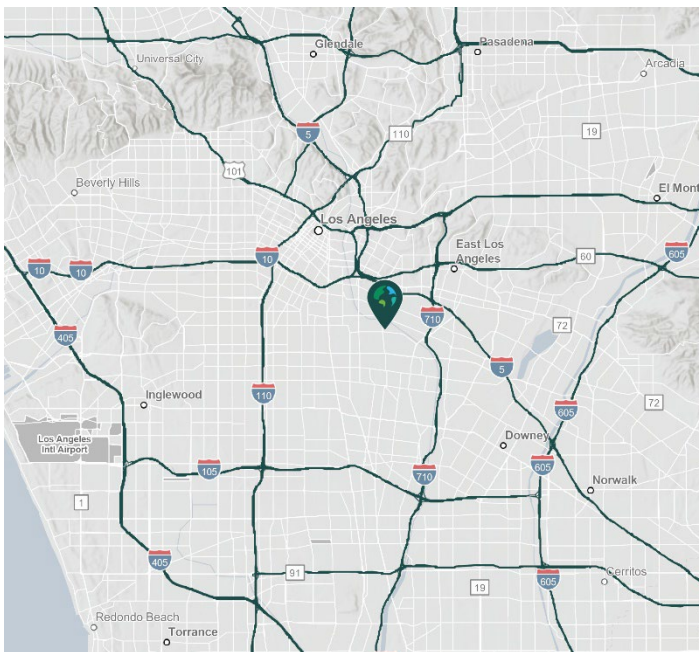 Glendale
Pasadena
Universal City
Arcadia
5
110
19
101
Beverly Hills
El Mont
Los Angeles
East Los
Angeles
60
605
10
10
10
405
710
72
5
110
Inglewood
72
605
Los Angeles
Intl Airport
Downey
105
710
605
Norwalk
1
405
91
19
605
Cerritos
Redondo Beach
Torrance